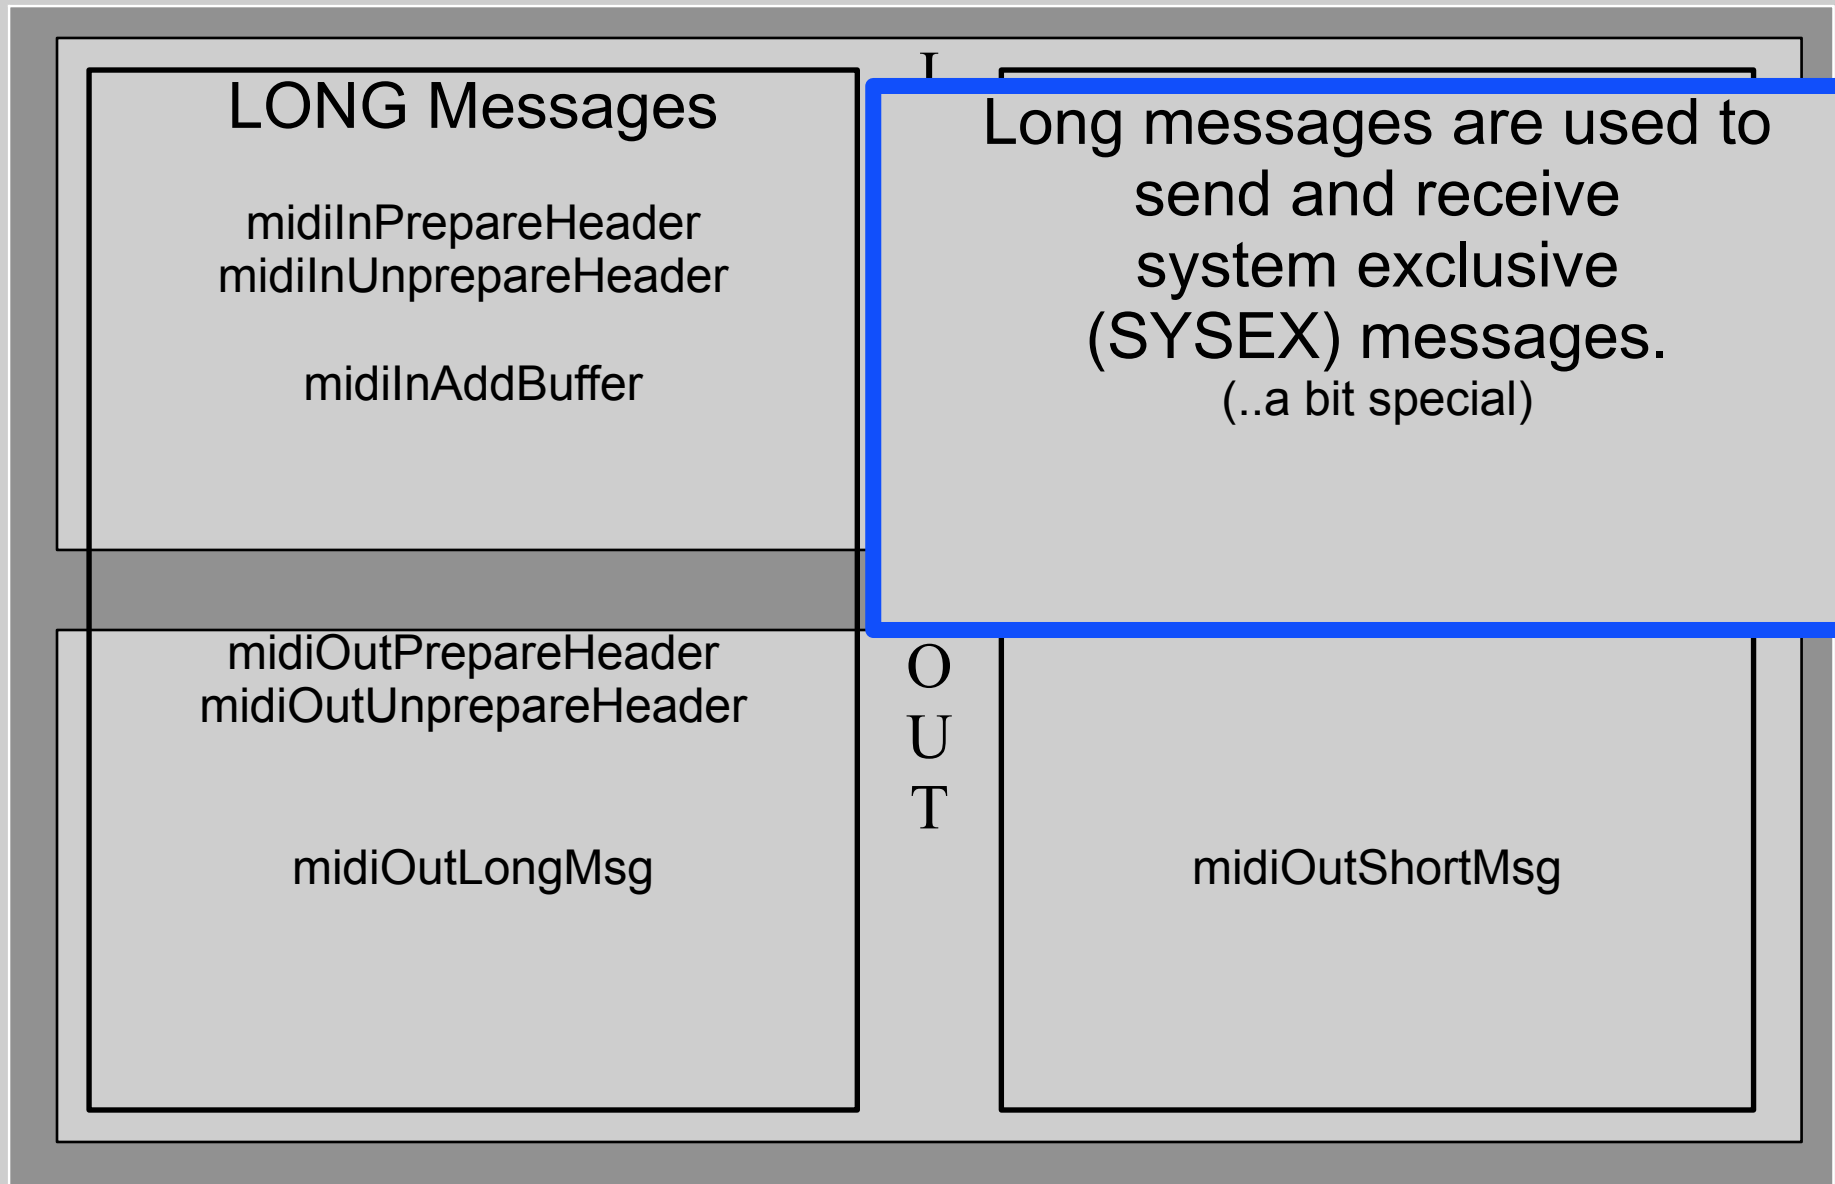 LONG Messages
midiInPrepareHeader
midiInUnprepareHeader
midiInAddBuffer
midiOutPrepareHeader
midiOutUnprepareHeader
midiOutLongMsg
I
O
U
T
Long messages are used to
send and receive
system exclusive
(SYSEX) messages.
(..a bit special)
midiOutShortMsg